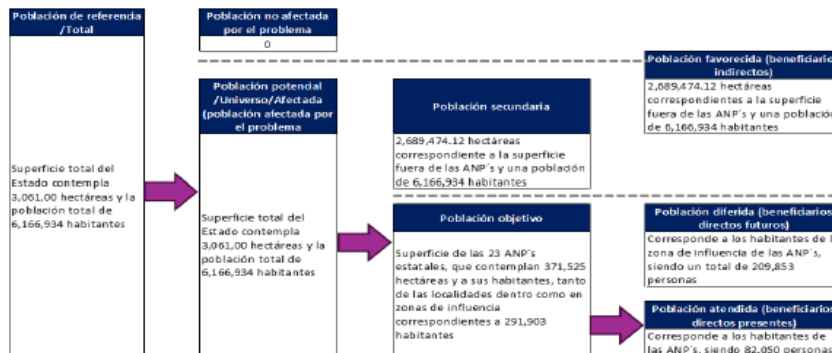 Población de referencia
/Total
Superficie total del
Estado contempla
3,061,00 hectáreas y la
población total de
6,166,934 habitantes
Población no afectada
por el problema
0
Población potencial
/Universo/Afectada
(población afectada por
el problema
Superficie total del
Estado contempla
3,061,00 hectáreas y la
población total de
6,166,934 habitantes
Población secundaria
2,689,474.12 hectáreas
correspondiente a la superficie
fuera de las ANP´s y una población
de 6,166,934 habitantes
Población objetivo
Superficie de las 23 ANP´s
estatales, que contemplan 371,525
hectáreas y a sus habitantes, tanto
de las localidades dentro como en
zonas de influencia
correspondientes a 291,903
habitantes
Población favorecida (beneficiario
indirectos)
2,689,474.12 hectáreas
correspondientes a la superficie
fuera de las ANP´s y una població
de 6,166,934 habitantes
Población diferida (beneficiarios
directos futuros)
Corresponde a los habitantes de l
zona de influencia de las ANP´s,
siendo un total de 209,853
personas
Población atendida (beneficiarios
directos presentes)
Corresponde a los habitantes de
las ANP´s, siendo 82,050 personas